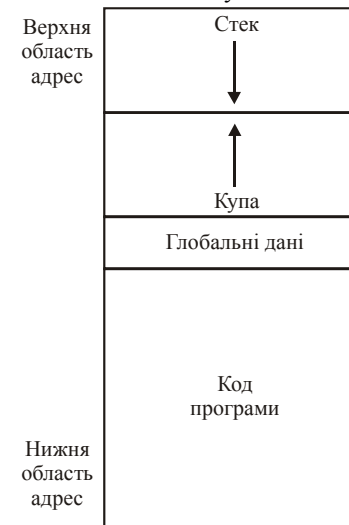 Верхня
область
адрес
Стек
Купа
Глобальні дані
Код
програми
Нижня
область
адрес